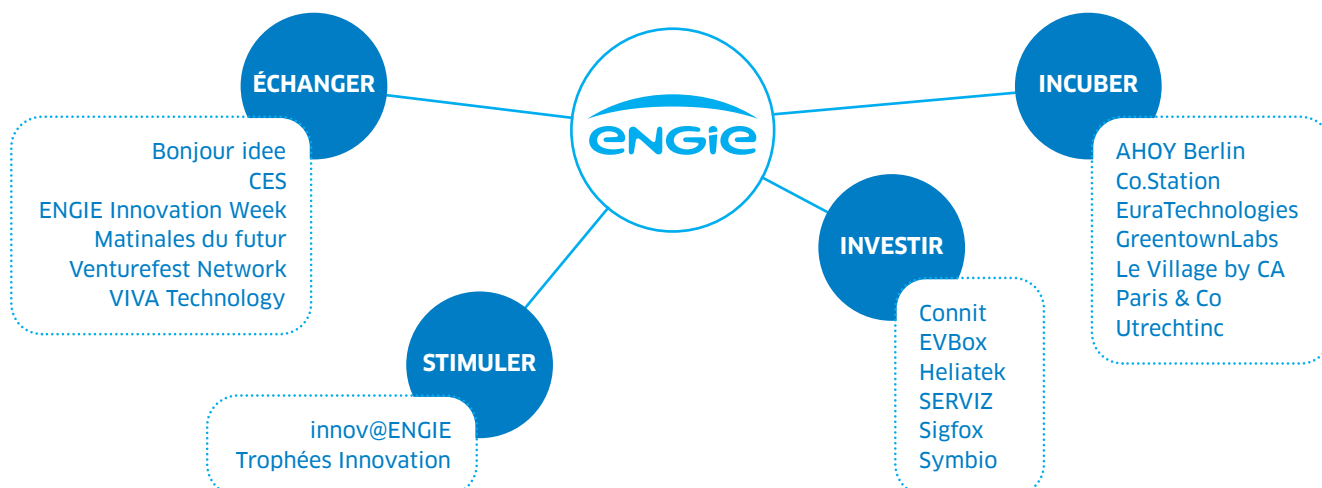 ÉCHANGER
Bonjour idee
CES
ENGIE Innovation Week
Matinales du futur
Venturefest Network
VIVA Technology
STIMULER
innov@ENGIE
Trophées Innovation
eNGie
INVESTIR
Connit
EVBox
Heliatek
SERVIZ
Sigfox
Symbio
INCUBER
AHOY Berlin
Co.Station
EuraTechnologies
GreentownLabs
Le Village by CA
Paris & Co
Utrechtinc